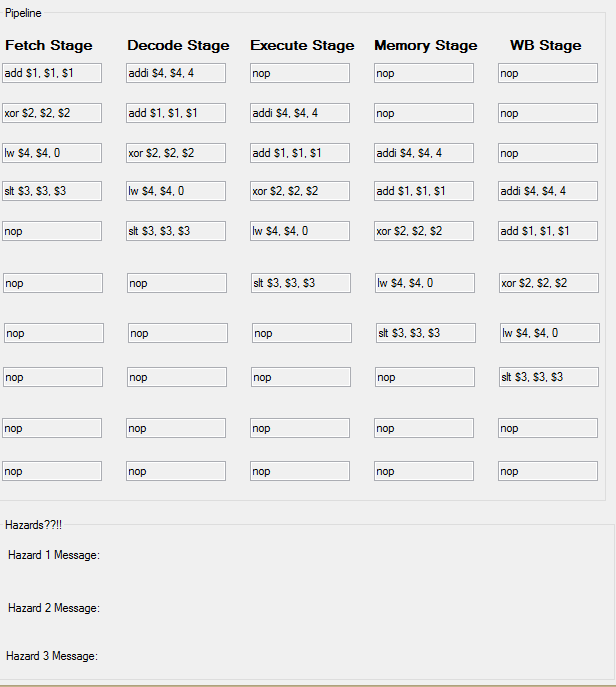 Pipeline
Fetch Stage Decode Stage Execute Stage Memory Stage WB Stage
add $1, $1, $1 addi $4, $4, 4 nop nop nop
xor $2, $2, $2 add $1, $1, $1 addi $4, $4, 4 nop nop
lw $4, $4, 0 xor $2, $2, $2 add $1, $1, $1 addi $4, $4, 4 nop
slt $3, $3, $3 lw $4, $4, 0 xor $2, $2, $2 add $1, $1, $1 addi $4, $4, 4
nop slt $3, $3, $3 lw $4, $4, 0 xor $2, $2, $2 add $1, $1, $1
nop nop slt $3, $3, $3 lw $4, $4, 0 xor $2, $2, $2
nop nop nop slt $3, $3, $3 lw $4, $4, 0
nop nop nop nop slt $3, $3, $3
nop nop nop nop nop
nop nop nop nop nop
Hazards??!!
Hazard 1 Message:
Hazard 2 Message:
Hazard 3 Message: